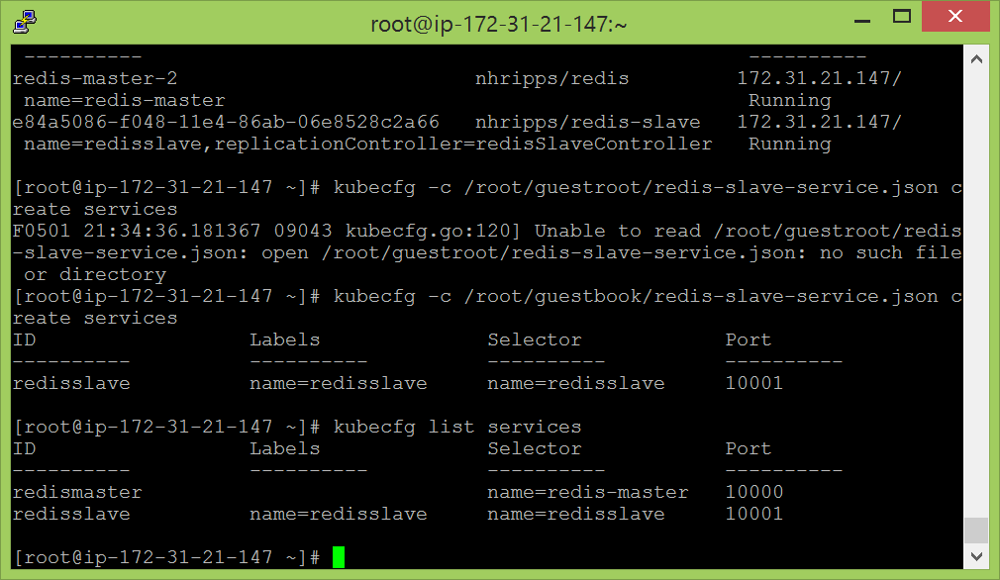 root@ip-172-31-21-147:~
---------- ----------
redis-master-2 nhripps/redis 172.31.21.147/
name=redis-master Running
e84a5086-f048-11e4-86ab-06e8528c2a66 nhripps/redis-slave 172.31.21.147/
name=redisslave,replicationController=redisSlaveController Running
[root@ip-172-31-21-147 ~]# kubecfg -c /root/guestroot/redis-slave-service.json c
reate services
F0501 21:34:36.181367 09043 kubecfg.go:120] Unable to read /root/guestroot/redis
-slave-service.json: open /root/guestroot/redis-slave-service.json: no such file
or directory
[root@ip-172-31-21-147 ~]# kubecfg -c /root/guestbook/redis-slave-service.json c
reate services
ID Labels Selector Port
---------- ---------- ---------- ----------
redisslave name=redisslave name=redisslave 10001
[root@ip-172-31-21-147 ~]# kubecfg list services
ID Labels Selector Port
---------- ---------- ---------- ----------
redismaster name=redis-master 10000
redisslave name=redisslave name=redisslave 10001
[root@ip-172-31-21-147 ~]#